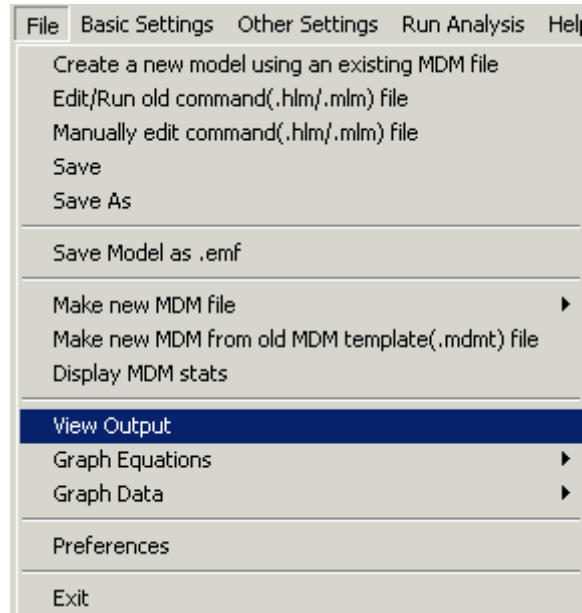 File Basic Settings Other Settings Run Analysis Help
Create a new model using an existing MDM file
Edit/Run old command(.hlm/.mlm) file
Manually edit command(.hlm/.mlm) file
Save
Save As
Save Model as .emf
Make new MDM file
Make new MDM from old MDM template(.mdmt) file
Display MDM stats
View Output
Graph Equations
Graph Data
Preferences
Exit